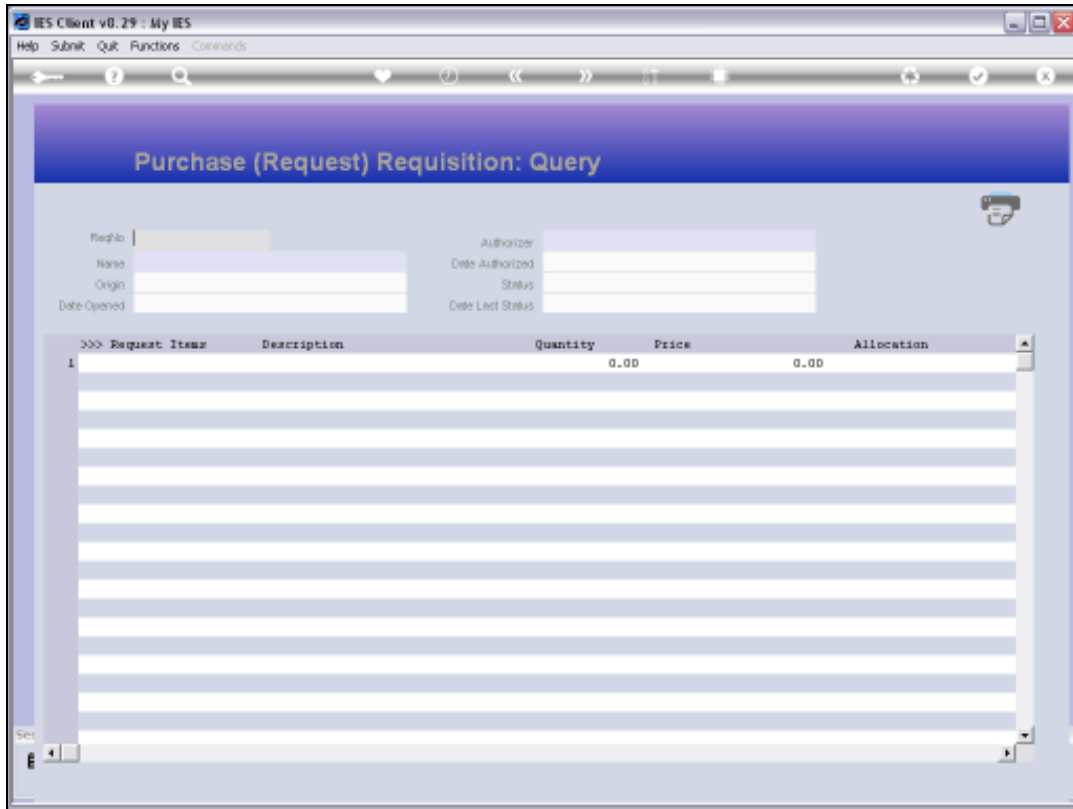 IES Client v8.29 : My IES
Help Submit Quit Functions Commands
Purchase (Request) Requisition: Query
ReqNo
Authorizer
Name
Date Authorized
Origin
Status
Date Opened
Date Last Status
>>> Request Items Description Quantity Price Allocation
1 0.00 0.00